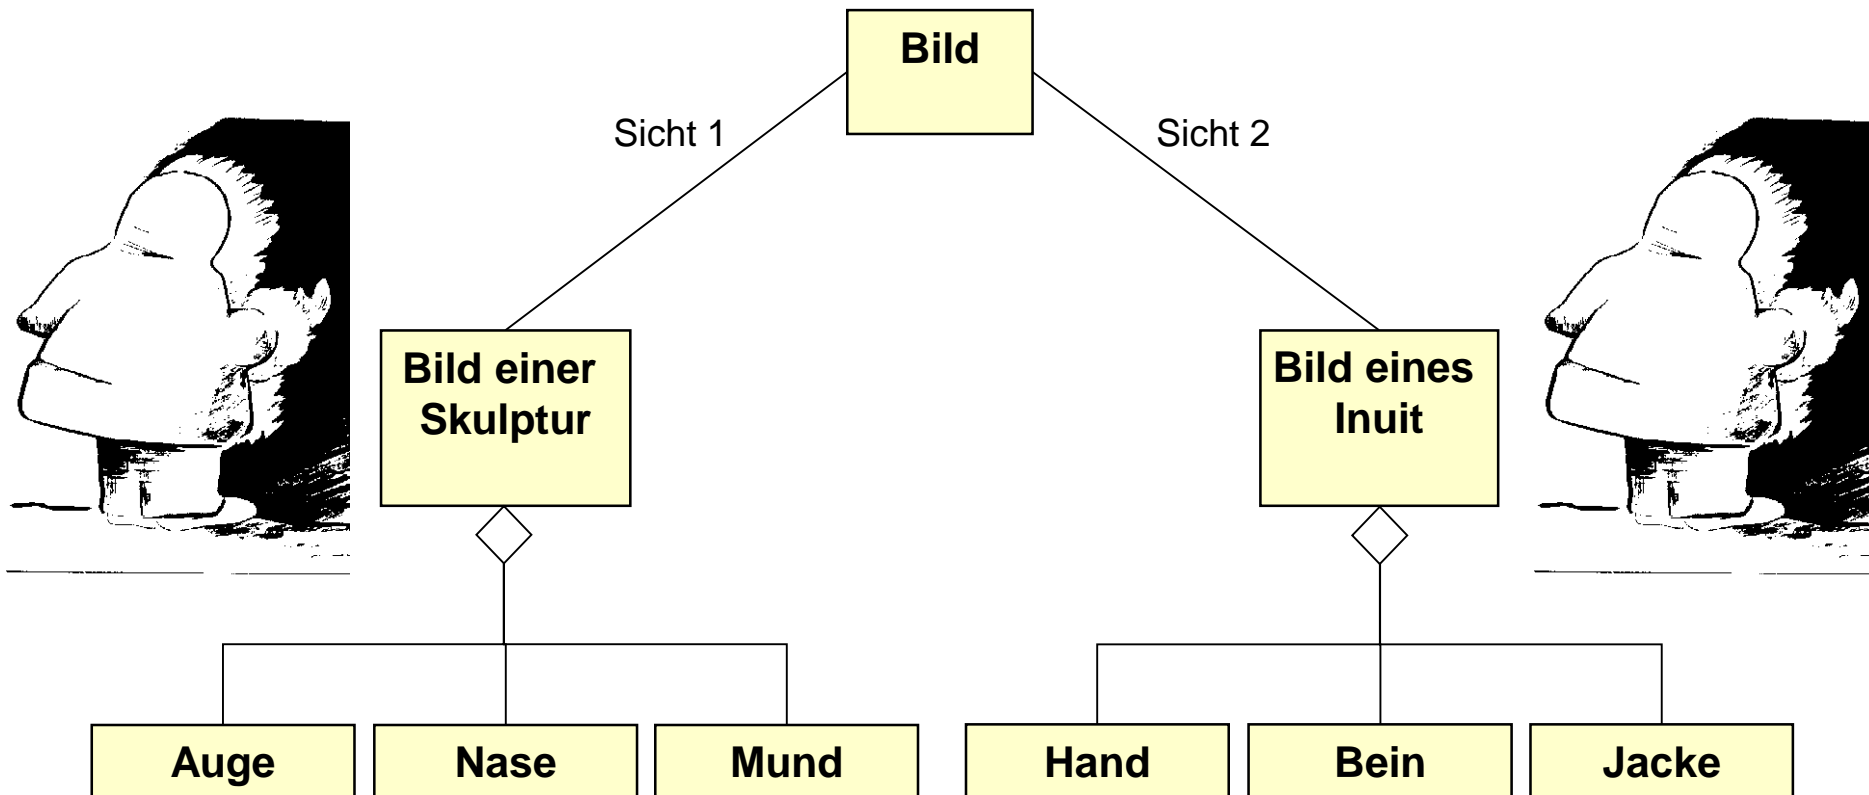 Bild
Sicht 1
Sicht 2
Bild einer
Skulptur
Bild eines
Inuit
Auge
Nase
Mund
Hand
Bein
Jacke